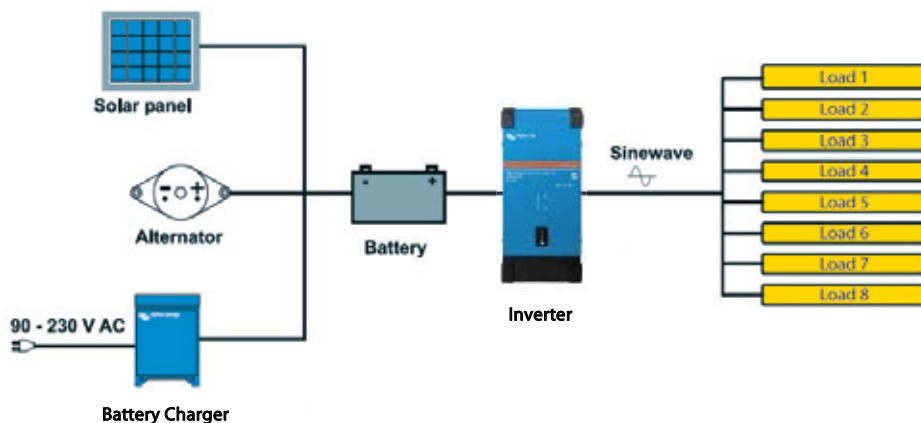 Solar panel
Alternator
90 - 230 V AC
Battery Charger
- +
Battery
Inverter
Sinewave
Load 1
Load 2
Load 3
Load 4
Load 5
Load 6
Load 7
Load 8